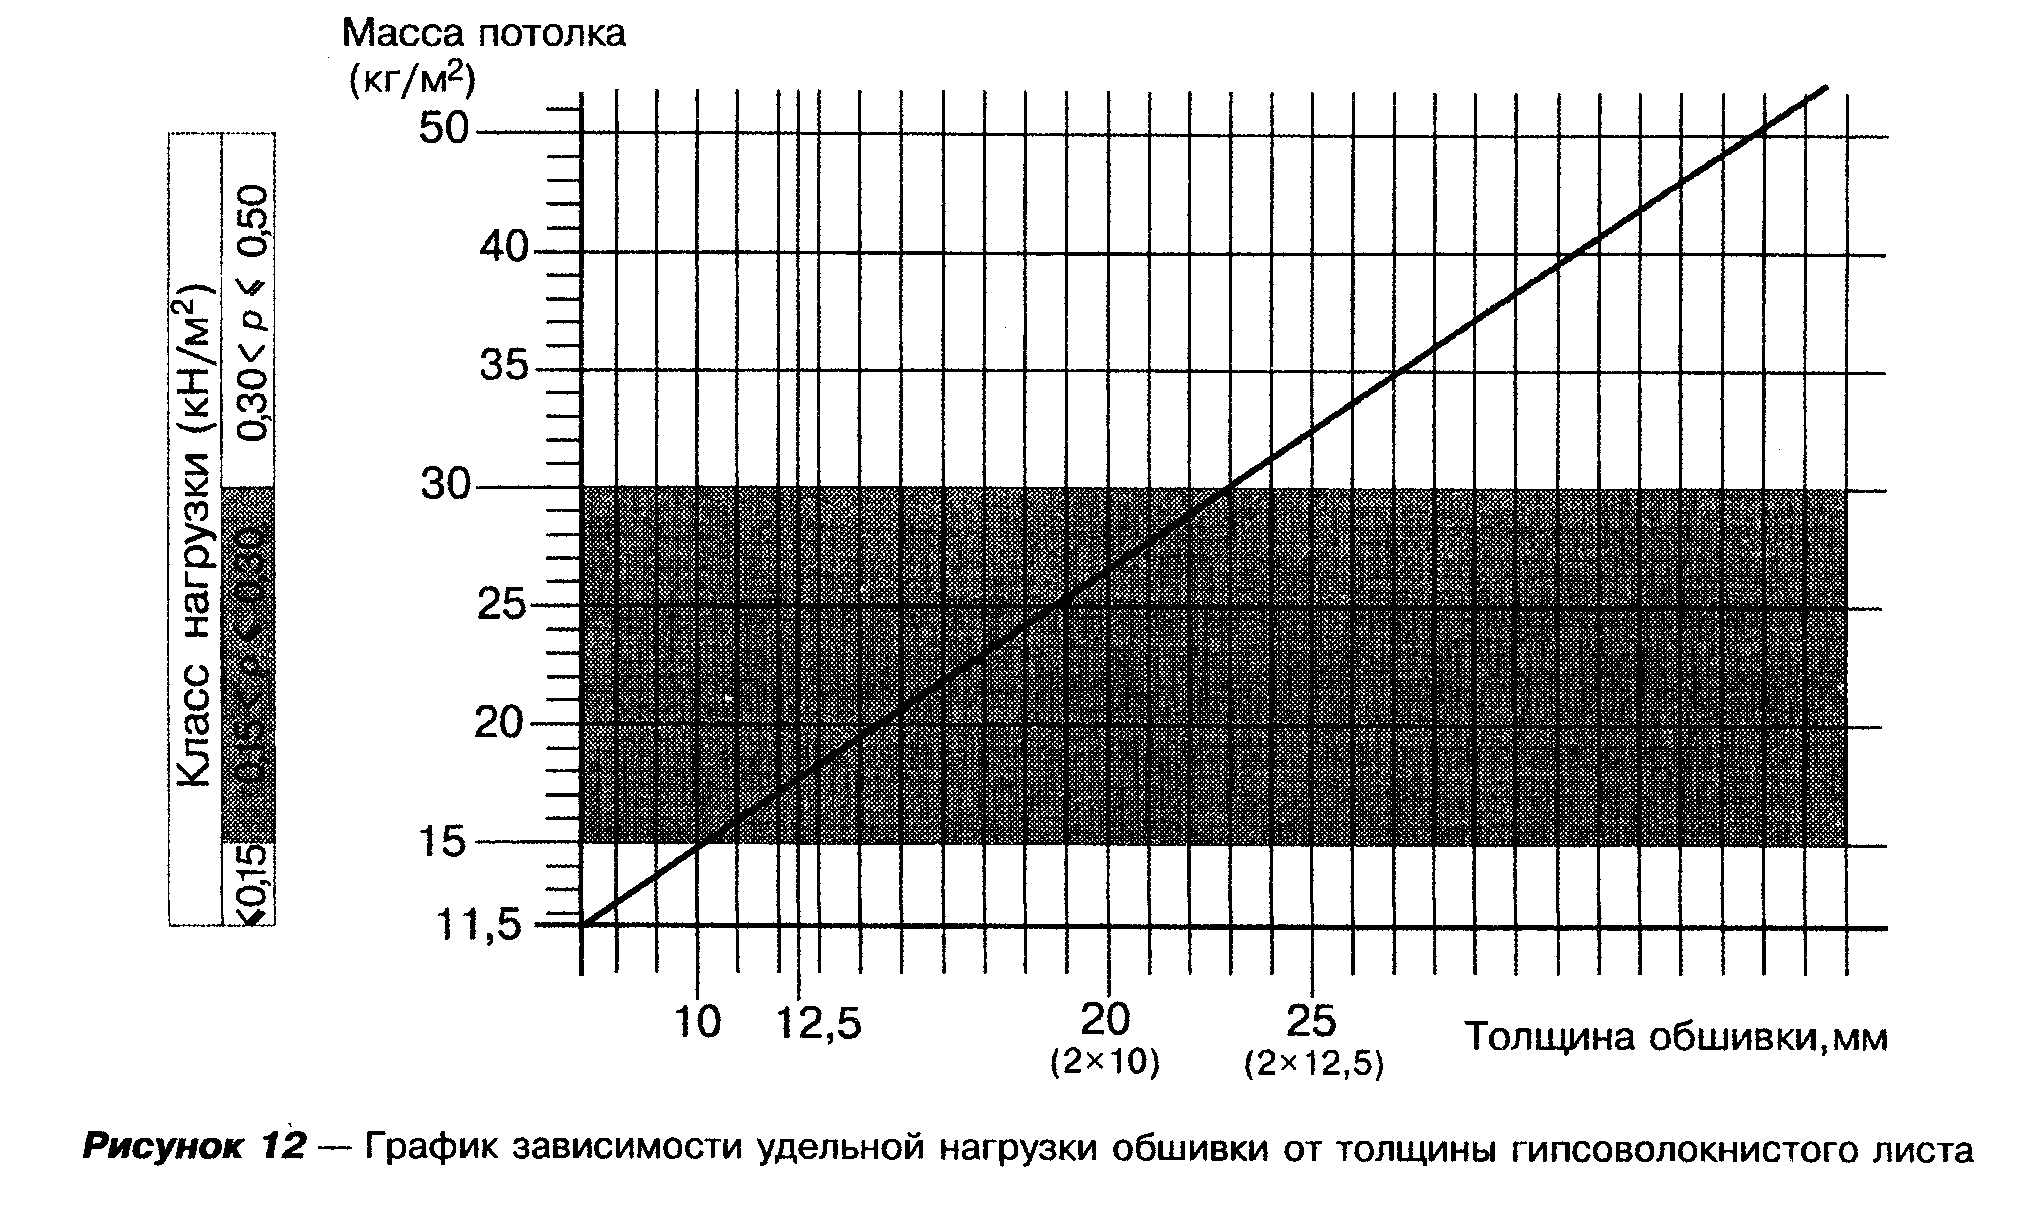 Масса потолка
(кг/м²)
50
40
35
30
25
20
15
11,5
Класс нагрузки (кН/м²)
0,30< p ⩽ 0,50
0,15< p ⩽ 0,30
⩽0,15
10
12,5
20
(2×10)
25
(2×12,5)
Толщина обшивки,мм
Рисунок 12 — График зависимости удельной нагрузки обшивки от толщины гипсоволокнистого листа